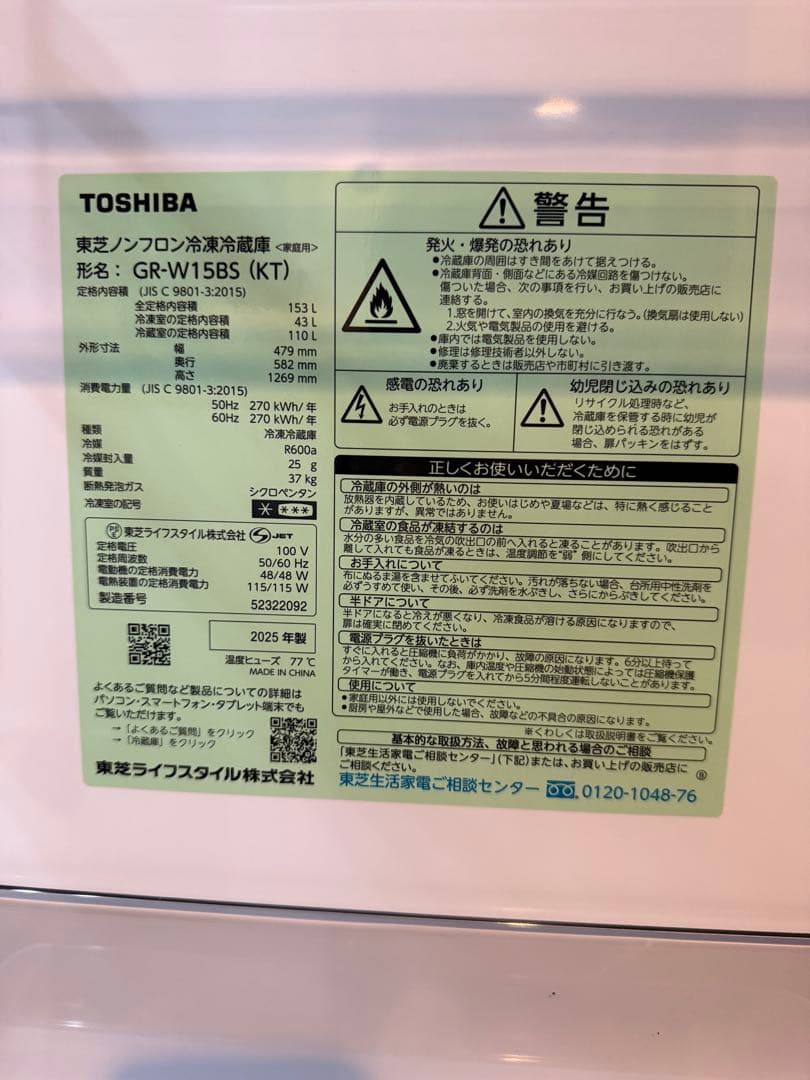 TOSHIBA
東芝ノンフロン冷凍冷蔵庫 <家庭用>
形名: GR-W15BS (KT)
定格内容積 (JIS C 9801-3:2015)
全定格内容積 153 L
冷凍室の定格内容積 43 L
冷蔵室の定格内容積 110 L
外形寸法 幅 479 mm
奥行 582 mm
高さ 1269 mm
消費電力量 (JIS C 9801-3:2015)
50Hz 270 kWh/年
60Hz 270 kWh/年
種類 冷凍冷蔵庫
冷媒 R600a
冷媒封入量 25 g
質量 37 kg
断熱発泡ガス シクロペンタン
冷凍室の記号
PS E 東芝ライフスタイル株式会社 S JET
定格電圧 100 V
定格周波数 50/60 Hz
電動機の定格消費電力 48/48 W
電熱装置の定格消費電力 115/115 W
製造番号 52322092
2025 年製
温度ヒューズ 77 ℃
MADE IN CHINA
よくあるご質問など製品についての詳細は
パソコン・スマートフォン・タブレット端末でも
ご覧いただけます。
→「よくあるご質問」をクリック
→「冷蔵庫」をクリック
東芝ライフスタイル株式会社
警告
発火・爆発の恐れあり
●冷蔵庫の周囲はすき間をあけて据えつける。
●冷蔵庫背面・側面などにある冷媒回路を傷つけない。
傷ついた場合、次の事項を行い、お買い上げの販売店に
連絡する。
1.窓を開けて、室内の換気を充分に行なう。(換気扇は使用しない)
2.火気や電気製品の使用を避ける。
●庫内では電気製品を使用しない。
●修理は修理技術者以外しない。
●廃棄するときは販売店や市町村に引き渡す。
感電の恐れあり
お手入れのときは
必ず電源プラグを抜く。
幼児閉じ込みの恐れあり
リサイクル処理時など、
冷蔵庫を保管する時に幼児が
閉じ込められる恐れがある
場合、扉パッキンをはずす。
正しくお使いいただくために
冷蔵庫の外側が熱いのは
放熱器を内蔵しているため、お使いはじめや夏場などは、特に熱く感じること
がありますが、異常ではありません。
冷蔵室の食品が凍結するのは
水分の多い食品を冷気の吹出口の前へ入れると凍ることがあります。吹出口から
離して入れても食品が凍るときは、温度調節を"弱" 側にしてください。
お手入れについて
布にぬるま湯を含ませてふいてください。汚れが落ちない場合、台所用中性洗剤を
必ずうすめて使い、その後、必ず洗剤を水ぶきし、さらにからぶきしてください。
半ドアについて
半ドアになると冷えが悪くなり、冷凍食品が溶ける原因になりますので、
扉は確実に閉めてください。
電源プラグを抜いたときは
すぐに入れると圧縮機に負荷がかかり、故障の原因になります。6分以上待って
から入れてください。なお、庫内温度や圧縮機の始動状態によっては圧縮機保護
タイマーが働き、電源プラグを入れてから5分間程度運転しないことがあります。
使用について
●家庭用以外には使用しないでください。
●厨房や屋外などで使用した場合、故障などの不具合の原因になります。
※くわしくは取扱説明書をご覧ください。
基本的な取扱方法、故障と思われる場合のご相談
「東芝生活家電ご相談センター」(下記)または、お買い上げの販売店に
ご相談ください。 ⑧
東芝生活家電ご相談センター 0120-1048-76